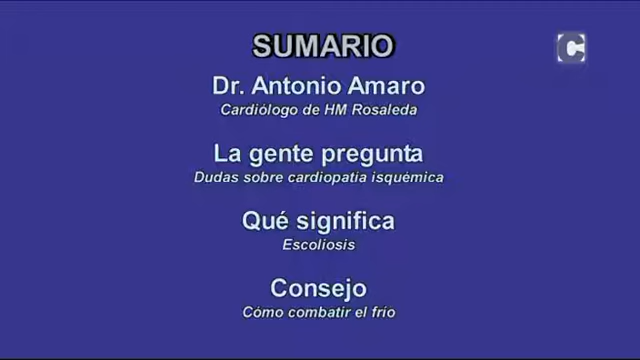 SUMARIO
C
Dr. Antonio Amaro
Cardiólogo de HM Rosaleda
La gente pregunta
Dudas sobre cardiopatía isquémica
Qué significa
Escoliosis
Consejo
Cómo combatir el frío